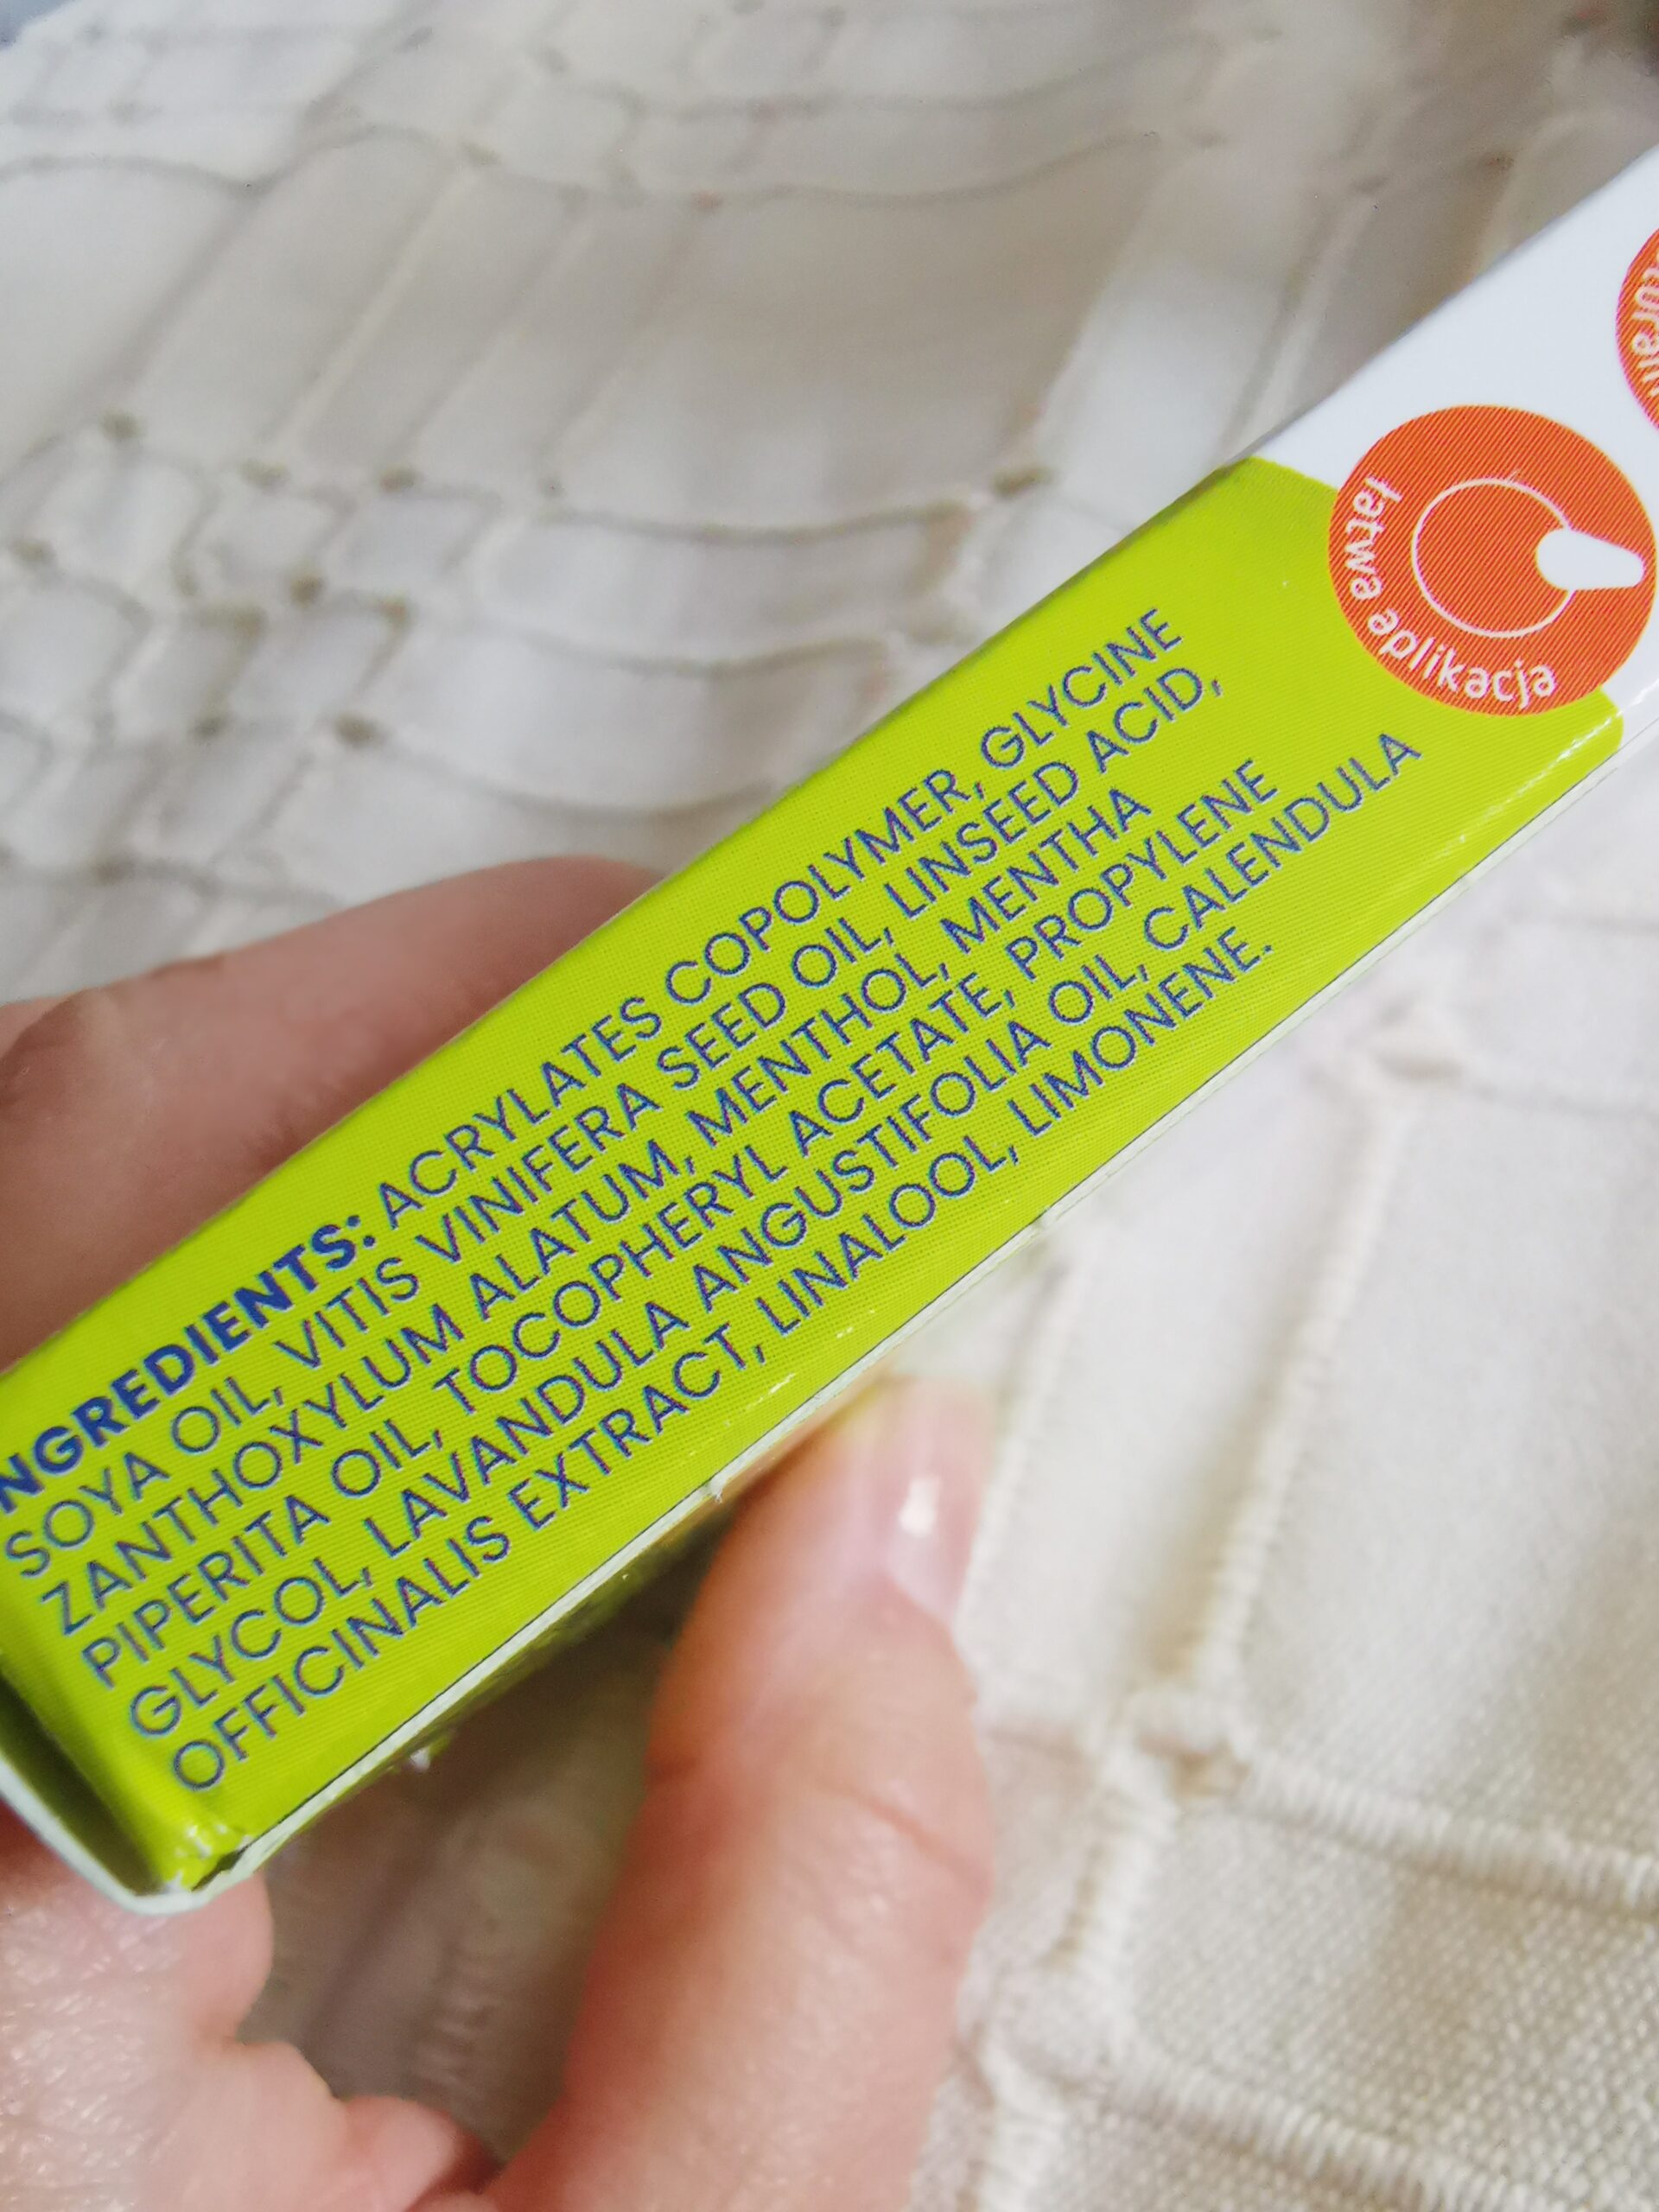 NGREDIENTS: ACRYLATES COPOLYMER, GLYCINE
SOYA OIL, VITIS VINIFERA SEED OIL, LINSEED ACID,
ZANTHOXYLUM ALATUM, MENTHOL, MENTHA
PIPERITA OIL, TOCOPHERYL ACETATE, PROPYLENE
GLYCOL, LAVANDULA ANGUSTIFOLIA OIL, CALENDULA
OFFICINALIS EXTRACT, LINALOOL, LIMONENE.
łatwa aplikacja